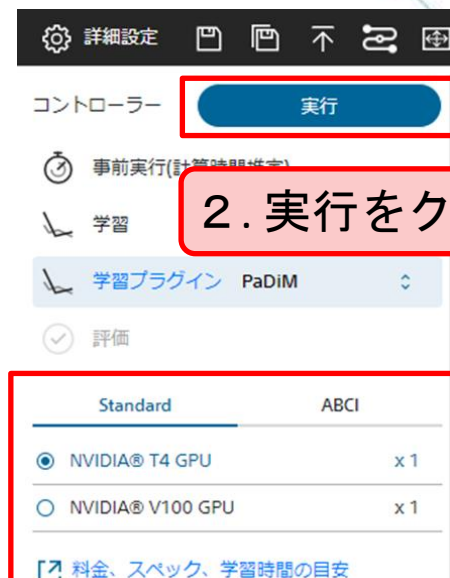 詳細設定
コントローラー 実行
事前実行(計算時間推定)
2.実行をク
学習
学習プラグイン PaDiM
評価
Standard ABCI
NVIDIA® T4 GPU x 1
NVIDIA® V100 GPU x 1
料金、スペック、学習時間の目安